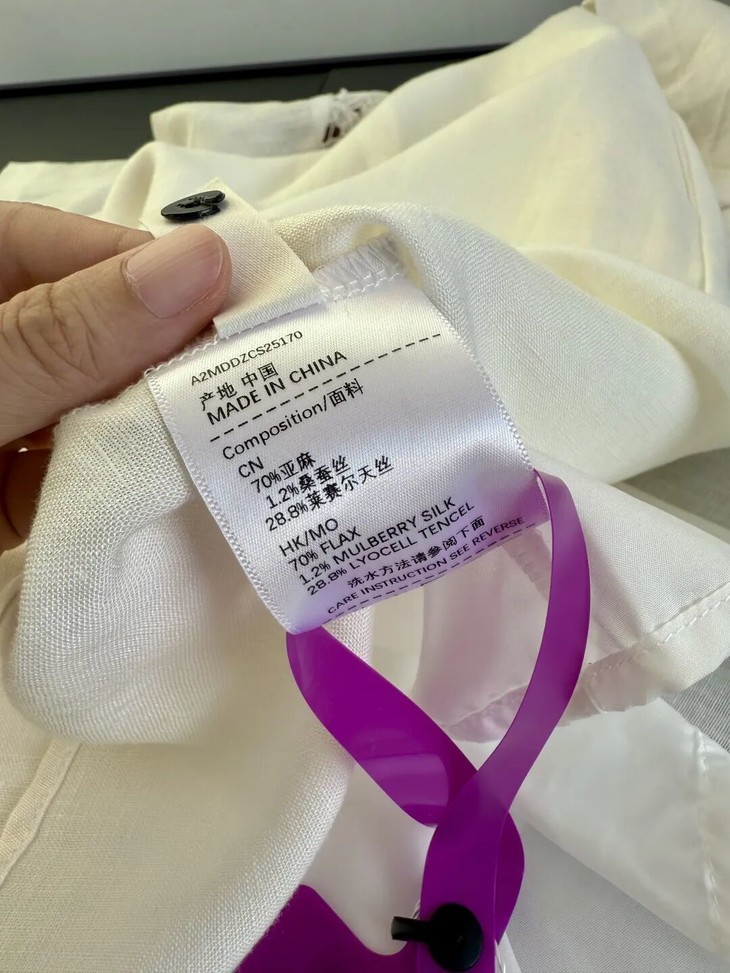 A2MDDZCS25170
产地 中国
MADE IN CHINA
Composition/面料
CN
70%亚麻
1.2%桑蚕丝
28.8%莱赛尔天丝
HK/MO
70% FLAX
1.2% MULBERRY SILK
28.8% LYOCELL TENCEL
洗水方法请参阅下面
CARE INSTRUCTION SEE REVERSE